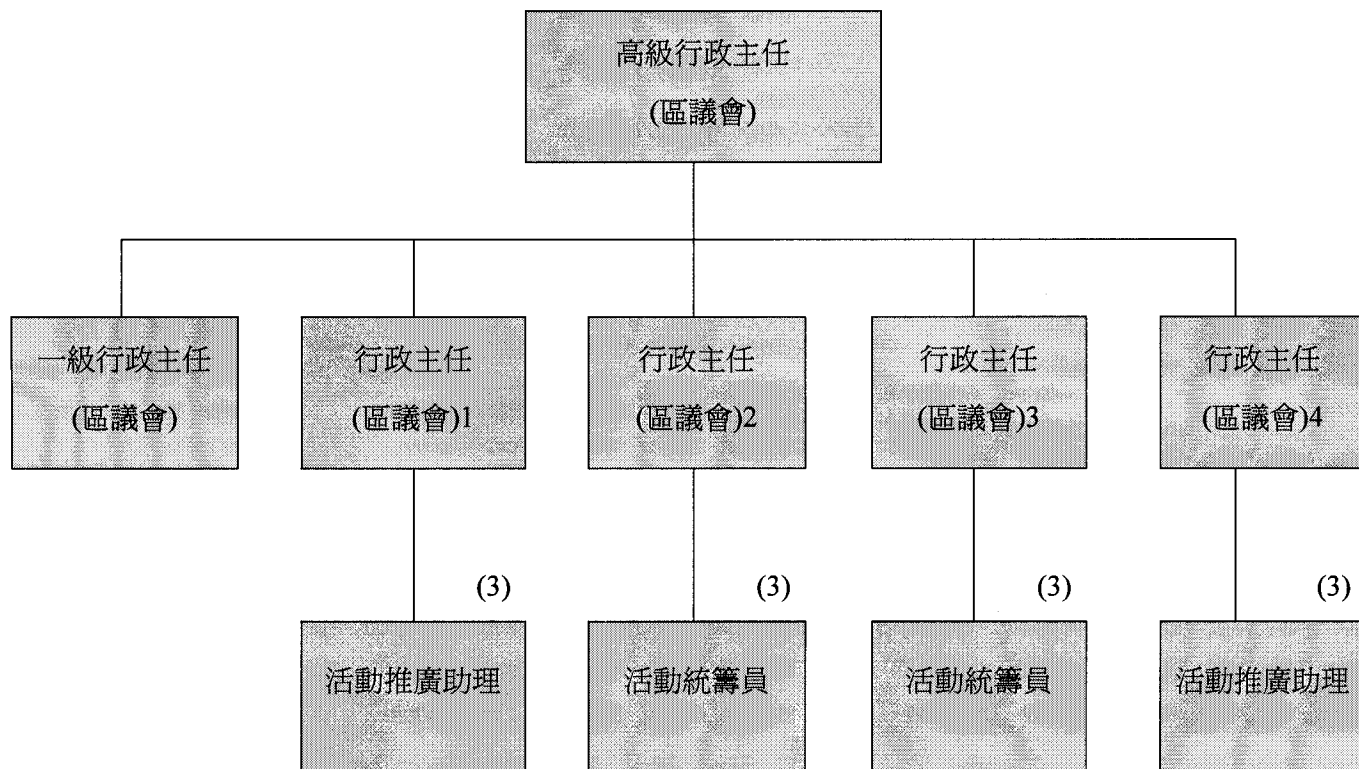 高級行政主任
(區議會)
一級行政主任
(區議會)
行政主任
(區議會)1
行政主任
(區議會)2
行政主任
(區議會)3
行政主任
(區議會)4
(3)
(3)
(3)
(3)
活動推廣助理
活動統籌員
活動統籌員
活動推廣助理